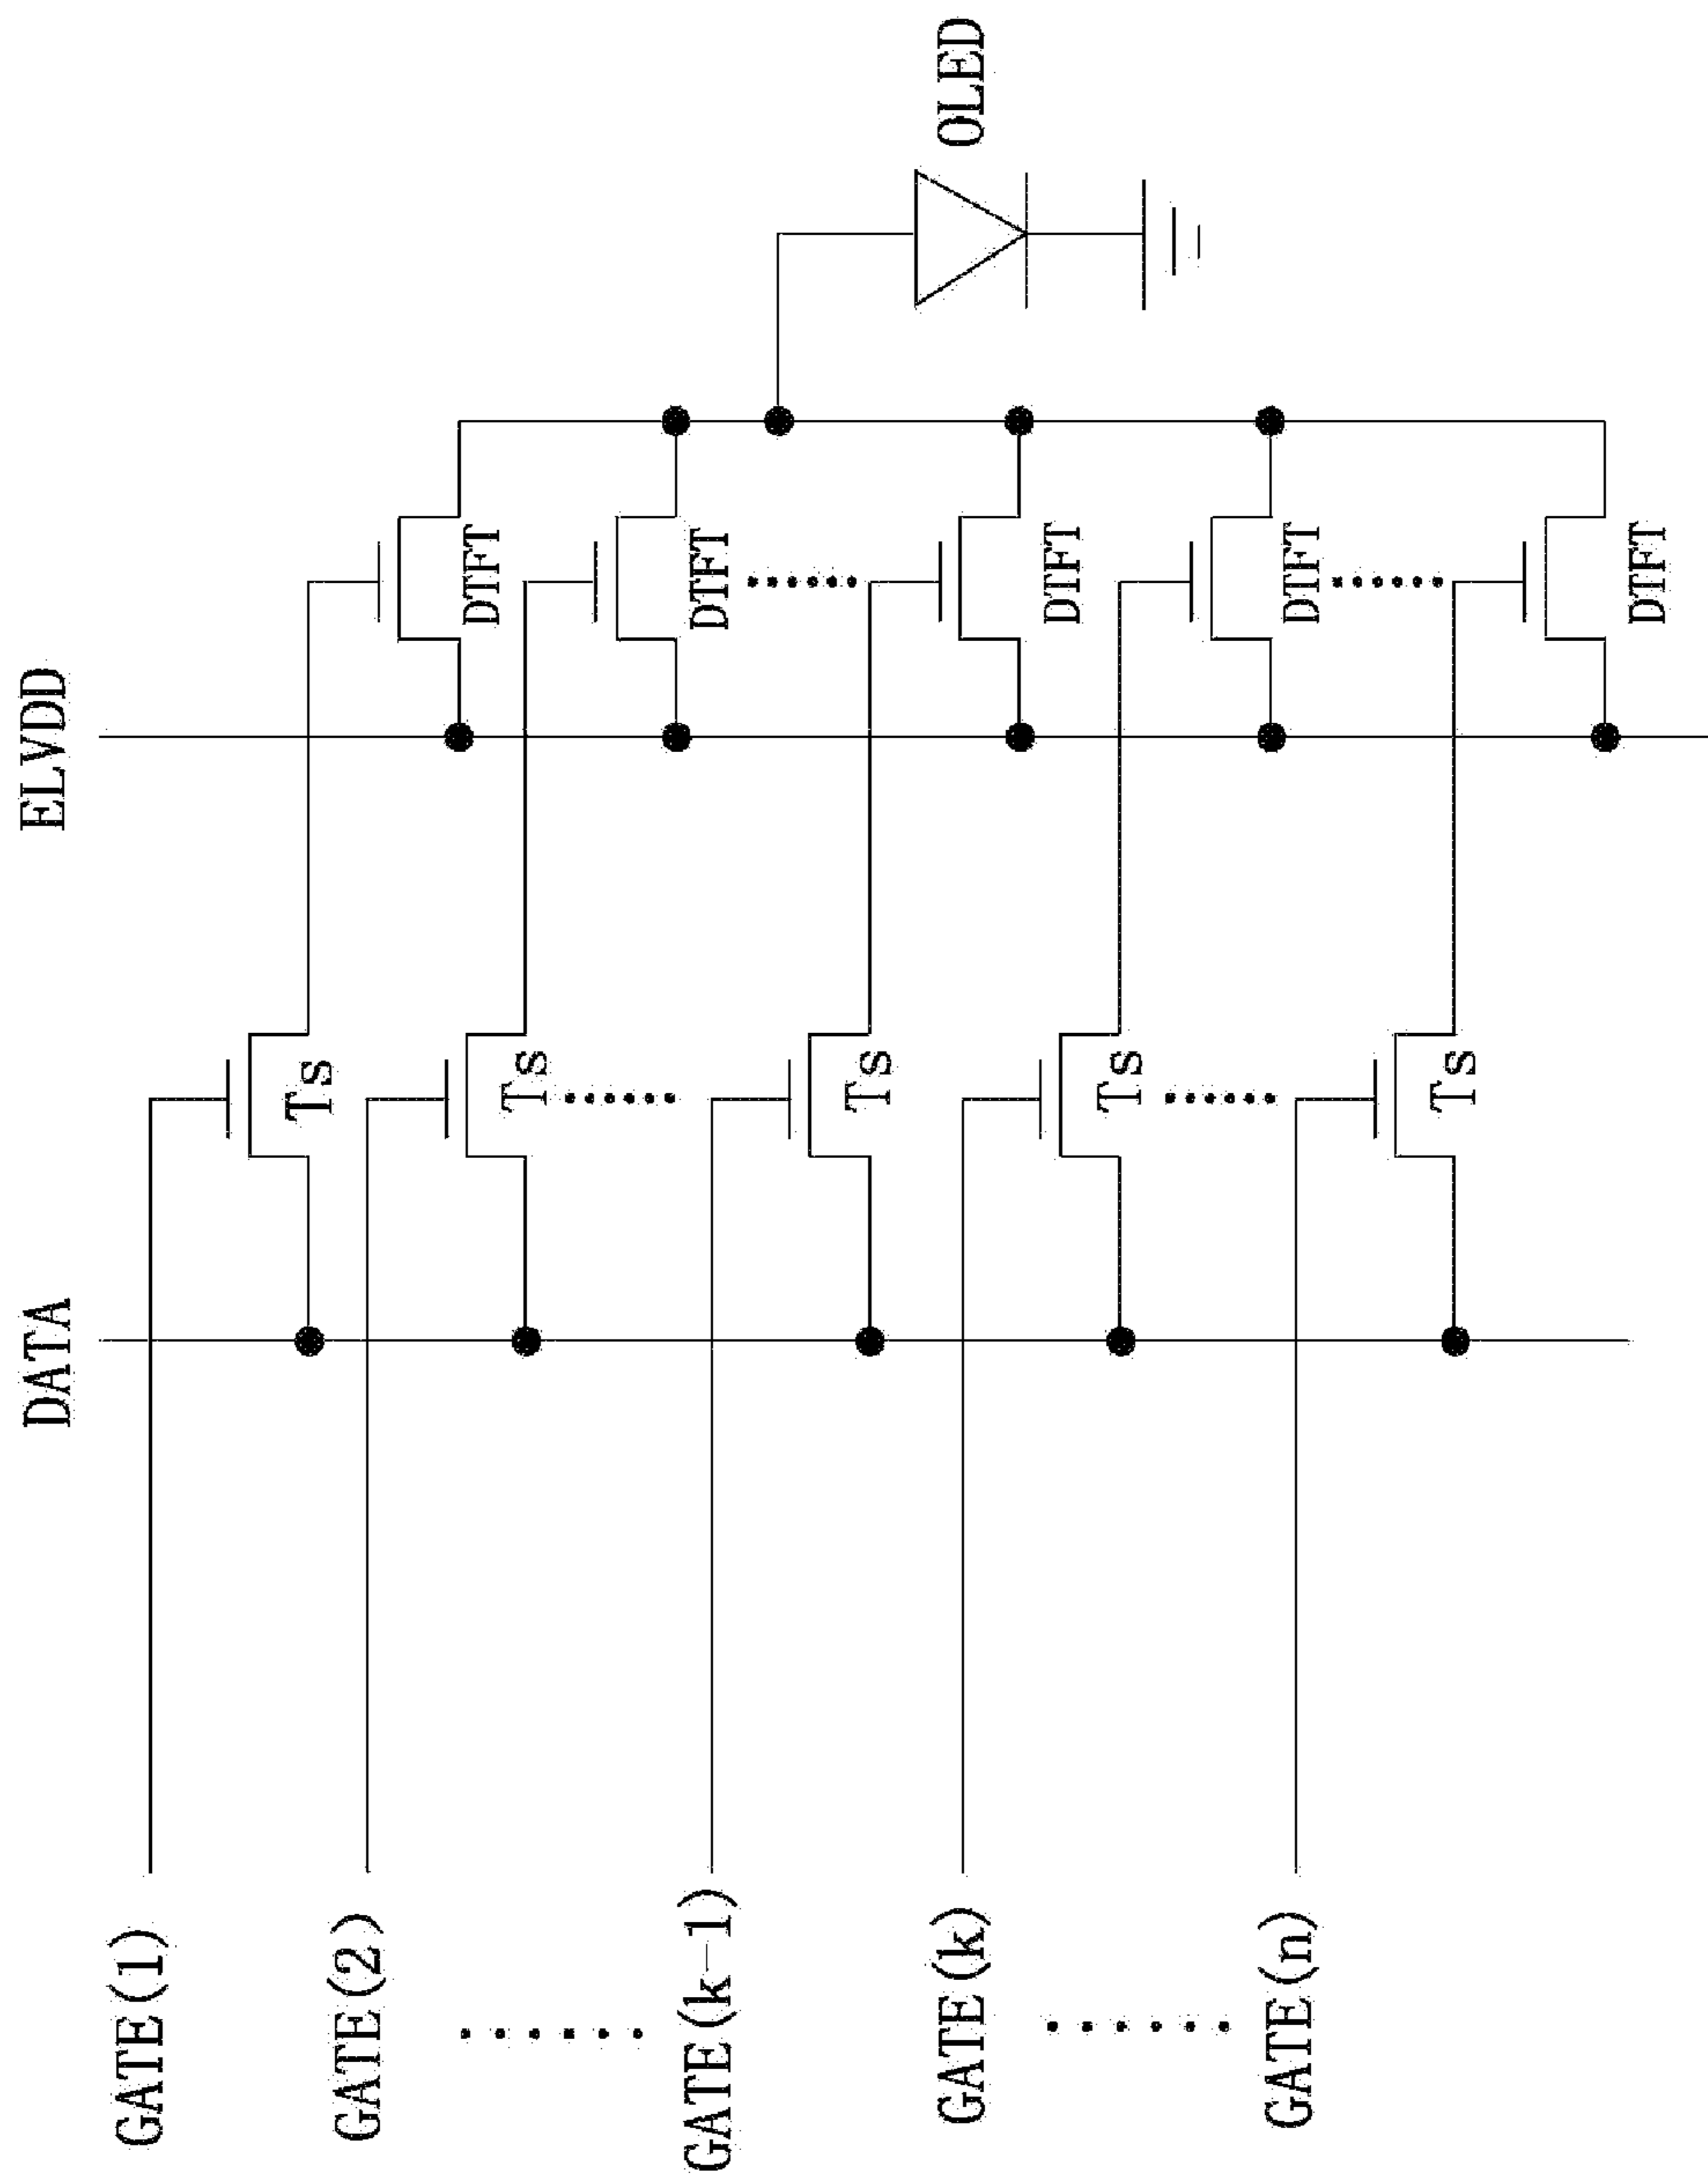 DATA
ELVDD
GATE(1)
Ts
DTFT
GATE(2)
Ts
DTFT
OLED
GATE(k-1)
Ts
DTFT
GATE(k)
Ts
DTFT
GATE(n)
Ts
DTFT